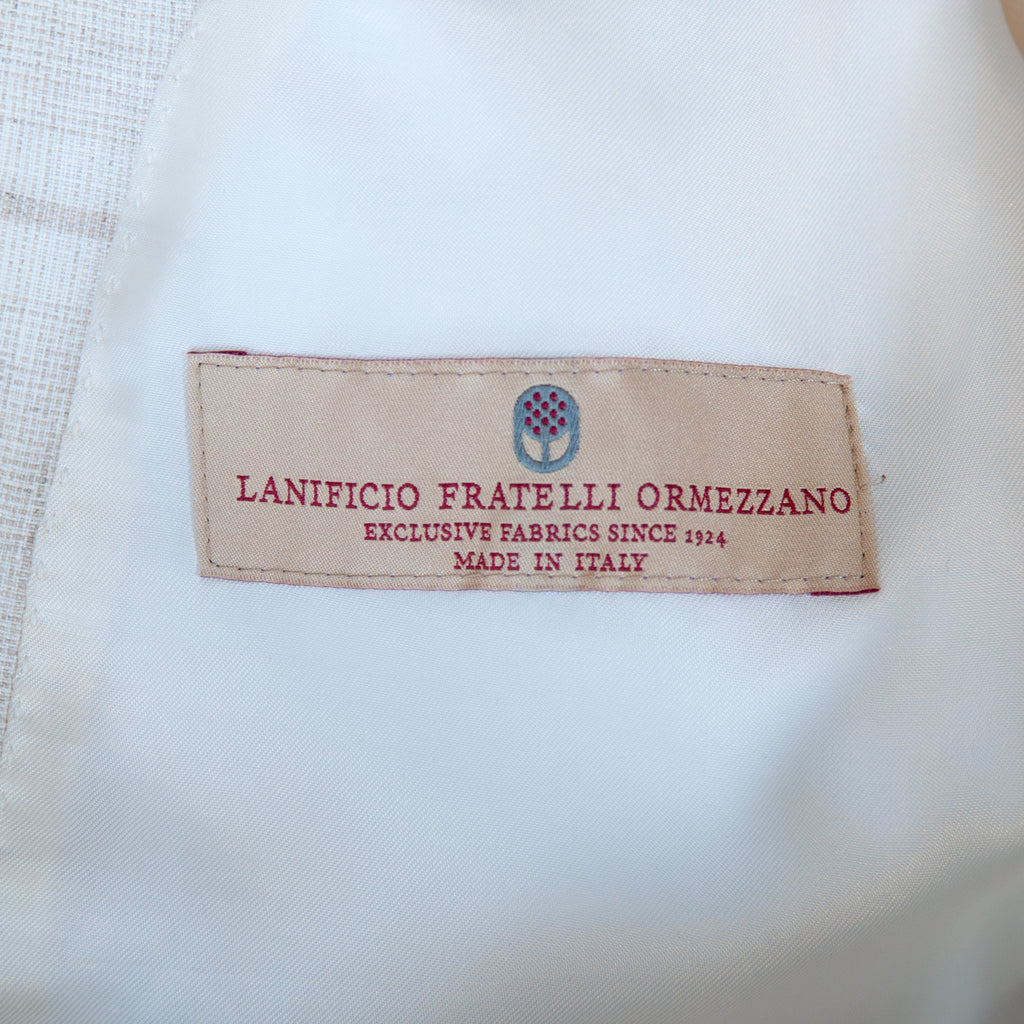 LANIFICIO FRATELLI ORMEZZANO
EXCLUSIVE FABRICS SINCE 1924
MADE IN ITALY